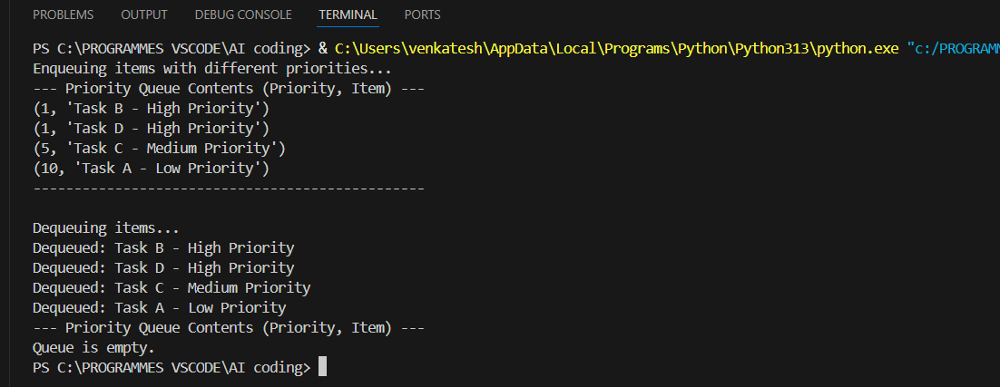 PROBLEMS OUTPUT DEBUG CONSOLE TERMINAL PORTS
PS C:\PROGRAMMES VSCODE\AI coding> & C:\Users\venkatesh\AppData\Local\Programs\Python\Python313\python.exe "c:/PROGRAMM
Enqueuing items with different priorities...
--- Priority Queue Contents (Priority, Item) ---
(1, 'Task B - High Priority')
(1, 'Task D - High Priority')
(5, 'Task C - Medium Priority')
(10, 'Task A - Low Priority')
------------------------------------------------
Dequeuing items...
Dequeued: Task B - High Priority
Dequeued: Task D - High Priority
Dequeued: Task C - Medium Priority
Dequeued: Task A - Low Priority
--- Priority Queue Contents (Priority, Item) ---
Queue is empty.
PS C:\PROGRAMMES VSCODE\AI coding>